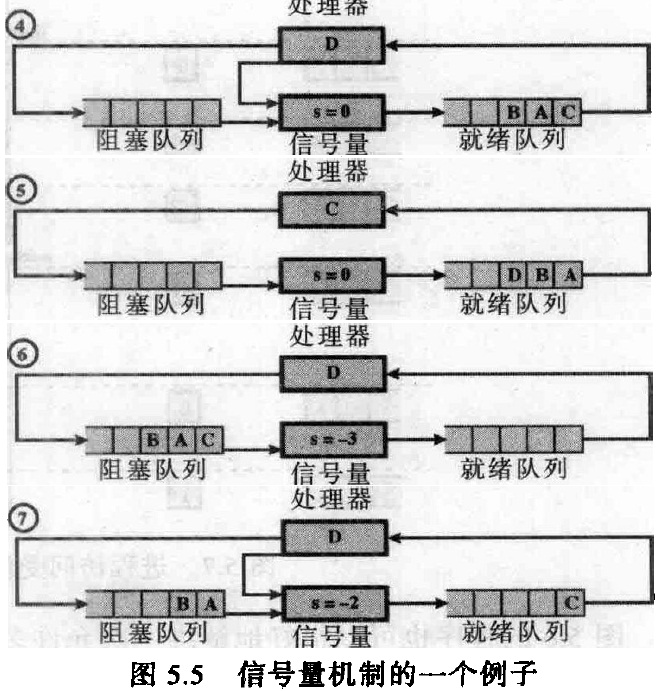 处理器
④
D
s=0
B A C
阻塞队列
信号量
就绪队列
处理器
⑤
C
s=0
D B A
阻塞队列
信号量
就绪队列
处理器
⑥
D
B A C
s=-3
阻塞队列
信号量
就绪队列
处理器
⑦
D
B A
s=-2
C
阻塞队列
信号量
就绪队列
图 5.5 信号量机制的一个例子